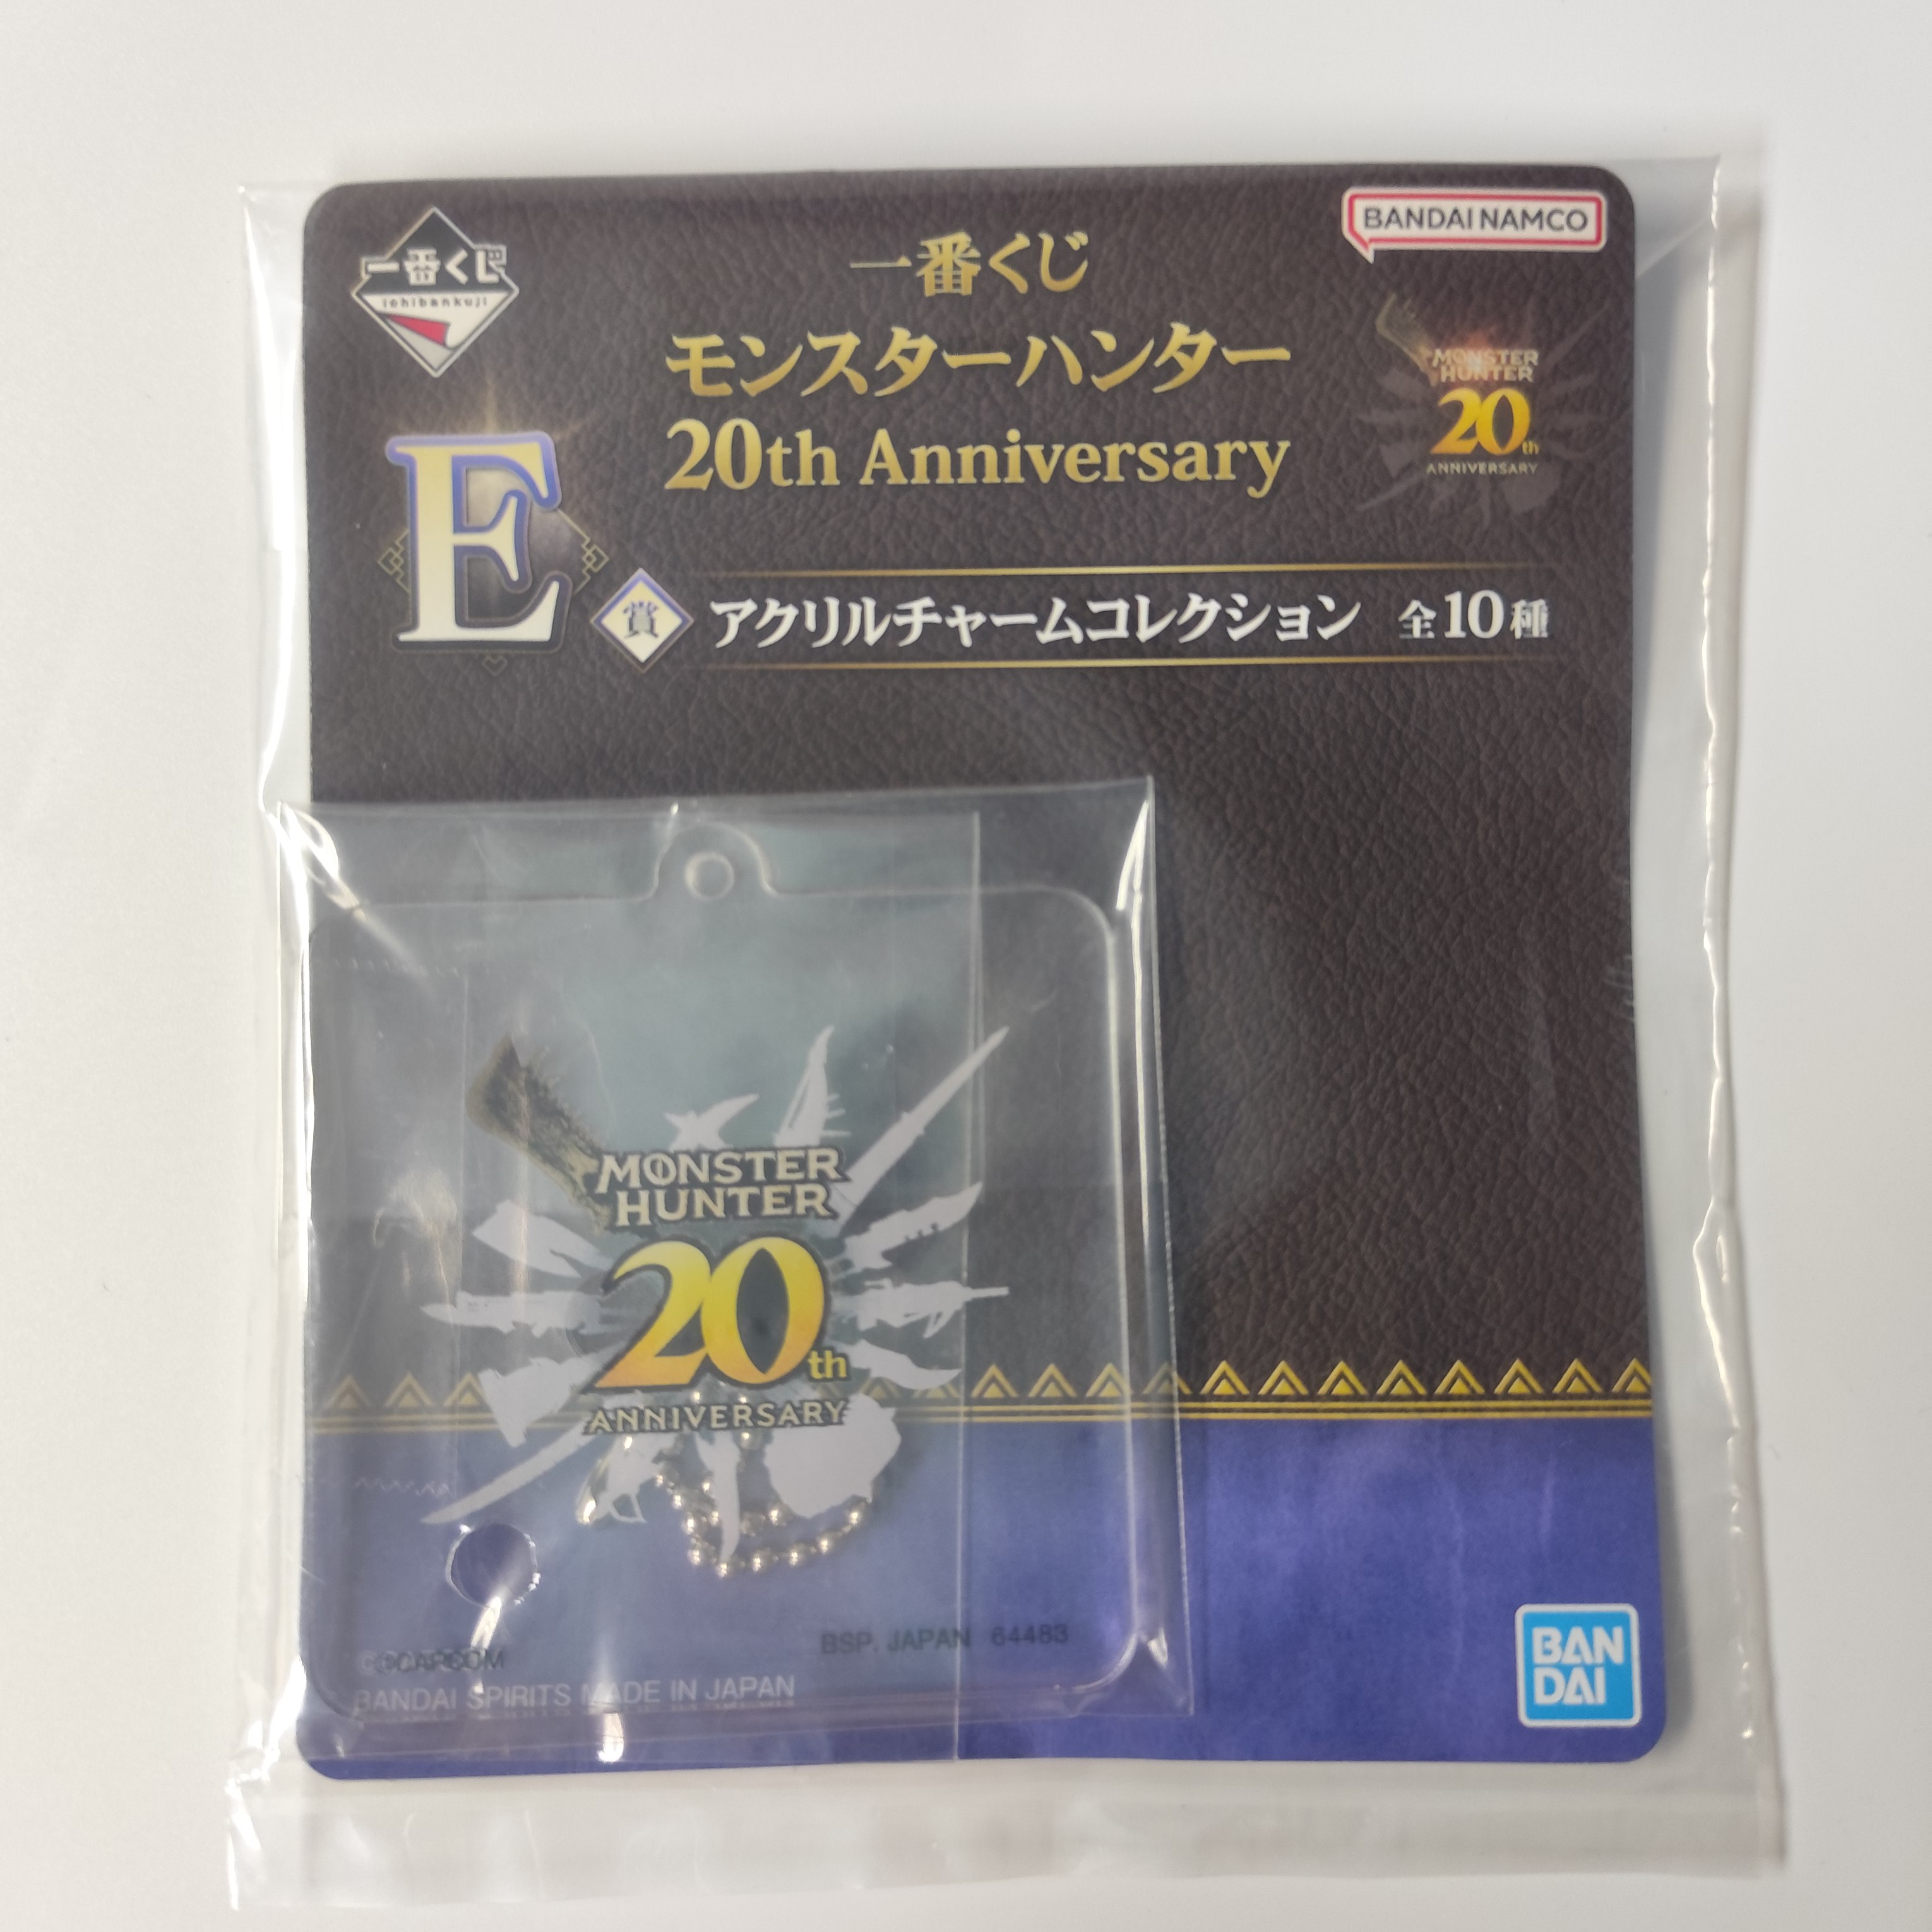 一番くじ
ichibankuji
BANDAI NAMCO
一番くじ
モンスターハンター
20th Anniversary
MONSTER
HUNTER
20th
ANNIVERSARY
E
賞
アクリルチャームコレクション 全10種
MONSTER
HUNTER
20th
ANNIVERSARY
BSP. JAPAN 64483
©CAPCOM
BANDAI SPIRITS MADE IN JAPAN
BAN
DAI